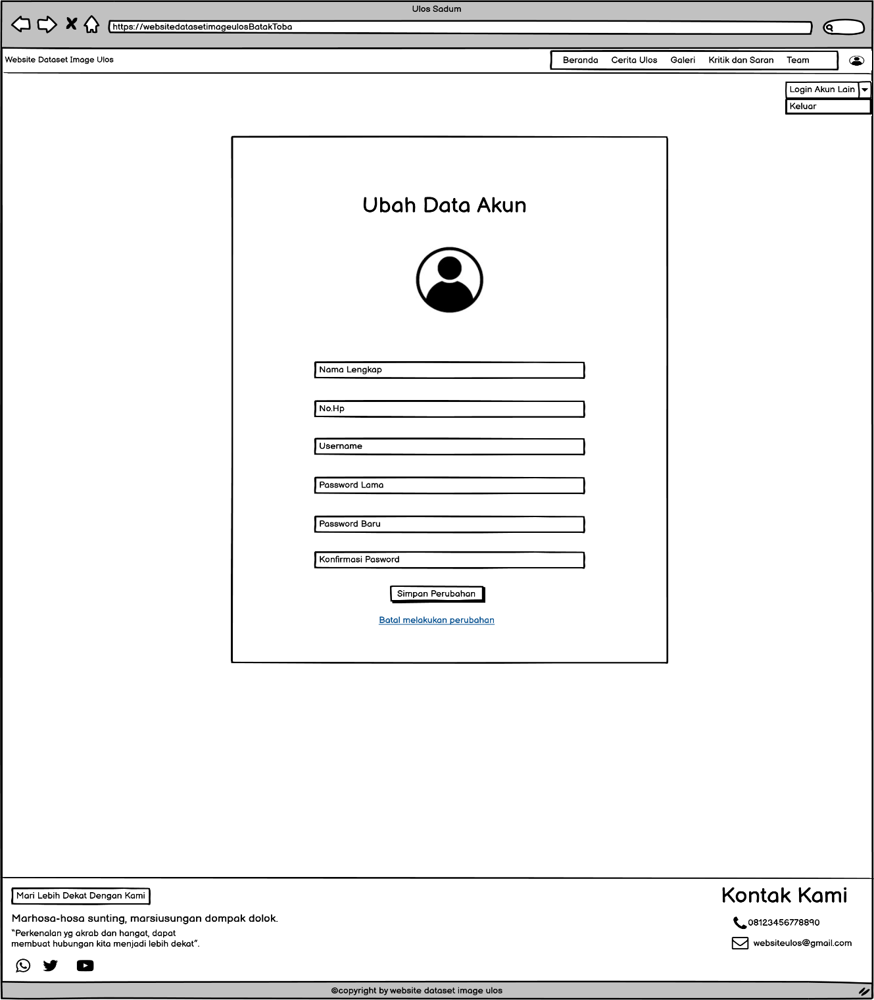 Ulos Sadum
https://websitedatasetimageulosBatakToba
Website Dataset Image Ulos
Beranda Cerita Ulos Galeri Kritik dan Saran Team
Login Akun Lain
Keluar
Ubah Data Akun
Nama Lengkap
No.Hp
Username
Password Lama
Password Baru
Konfirmasi Pasword
Simpan Perubahan
Batal melakukan perubahan
Mari Lebih Dekat Dengan Kami
Marhosa-hosa sunting, marsiusungan dompak dolok.
"Perkenalan yg akrab dan hangat, dapat
membuat hubungan kita menjadi lebih dekat".
Kontak Kami
08123456778890
websiteulos@gmail.com
©copyright by website dataset image ulos